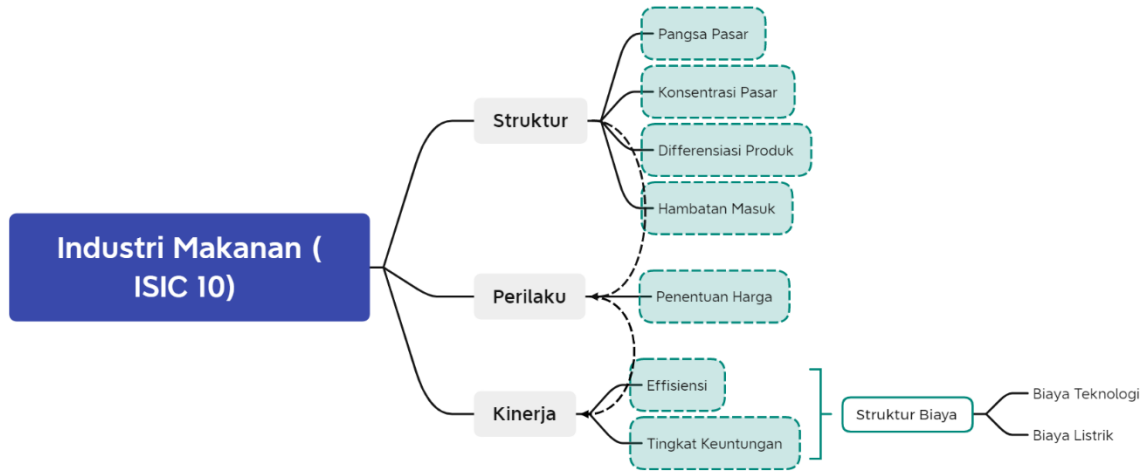 Industri Makanan (
ISIC 10)
Struktur
Pangsa Pasar
Konsentrasi Pasar
Differensiasi Produk
Hambatan Masuk
Perilaku
Penentuan Harga
Kinerja
Effisiensi
Tingkat Keuntungan
Struktur Biaya
Biaya Teknologi
Biaya Listrik